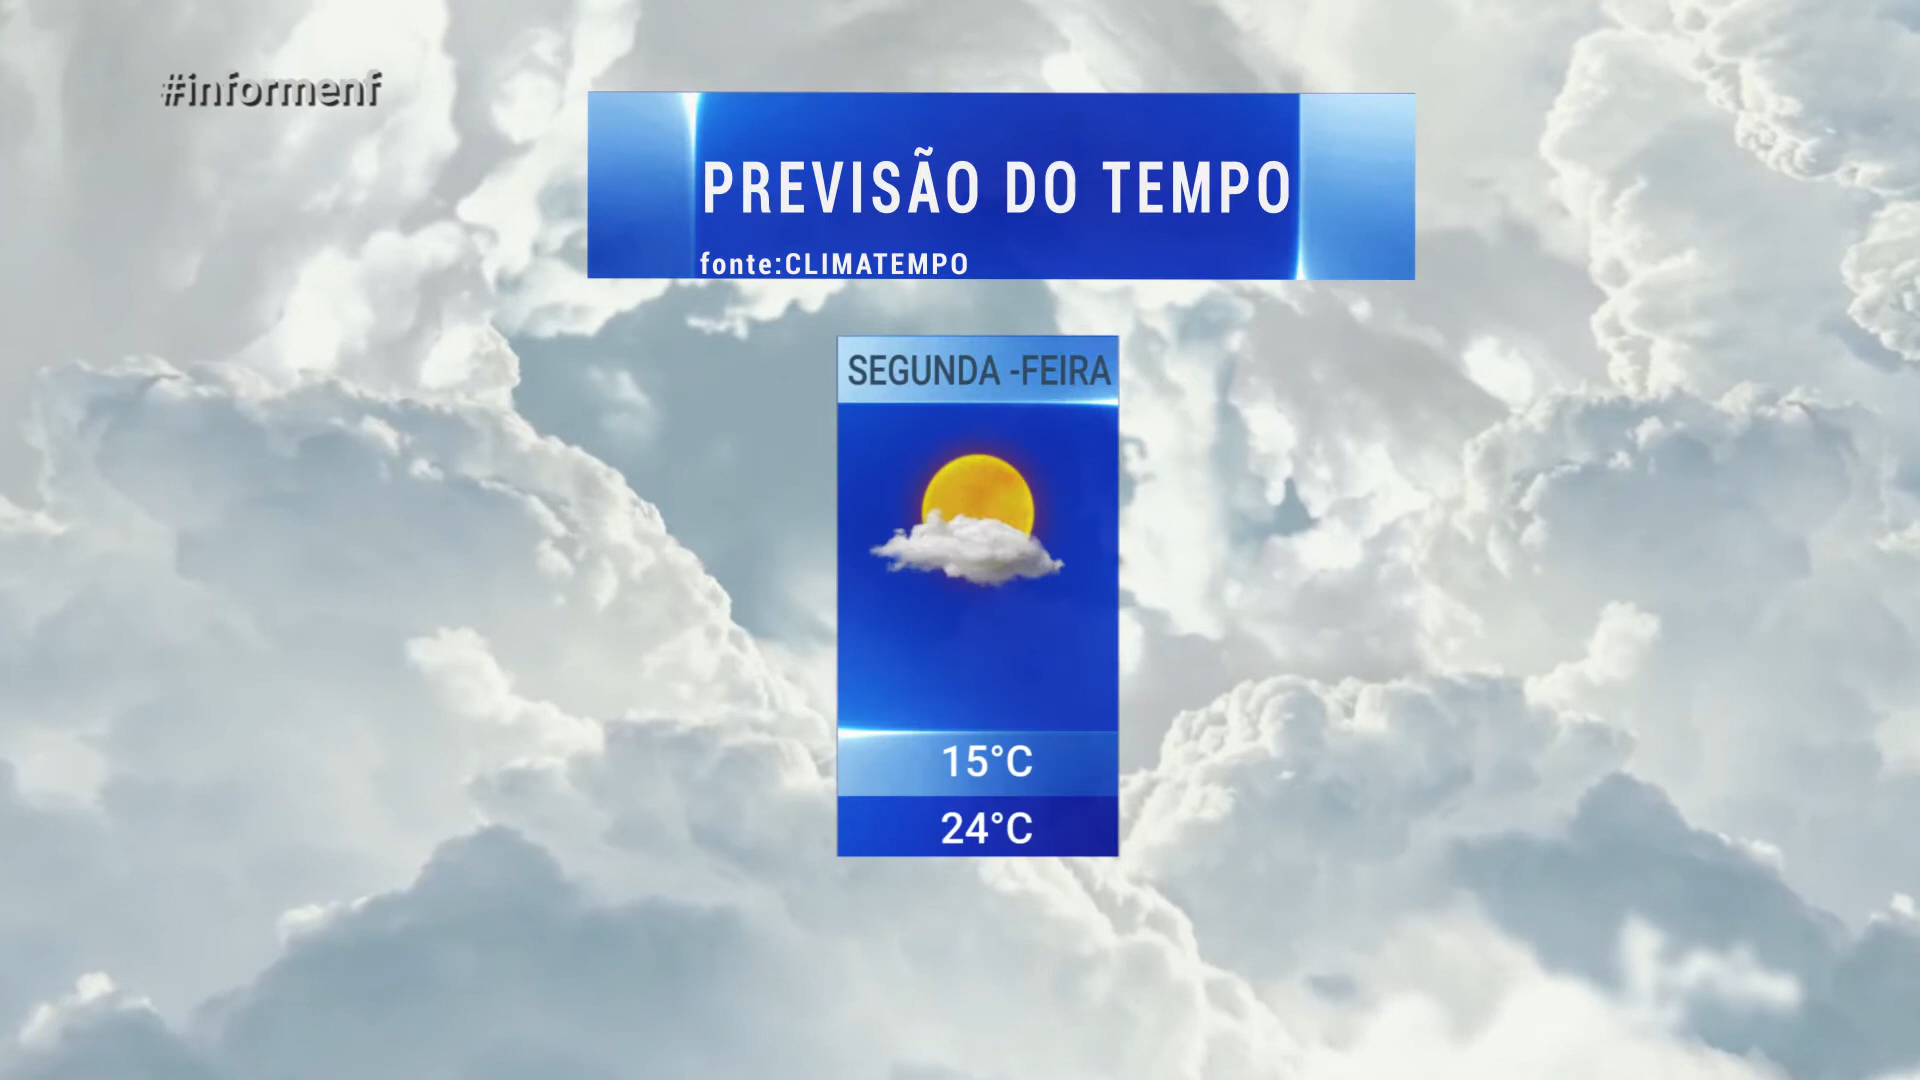 #informenf
PREVISÃO DO TEMPO
fonte:CLIMATEMPO
SEGUNDA -FEIRA
15°C
24°C